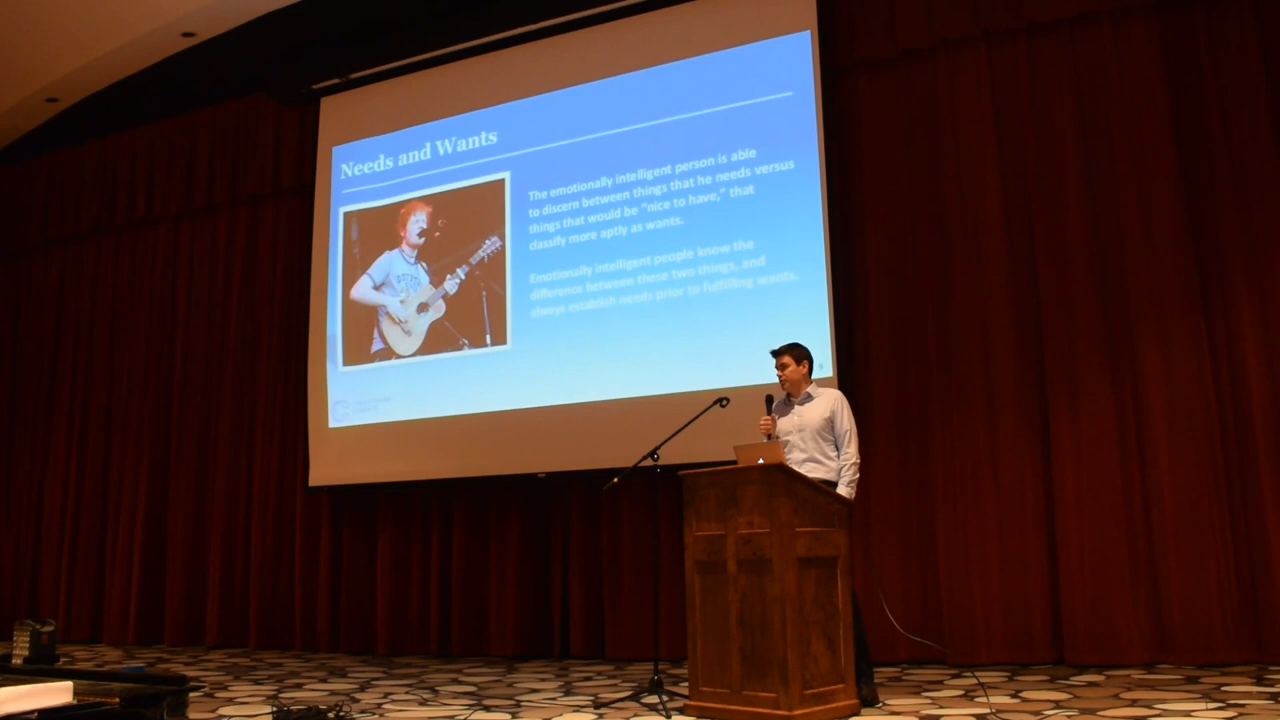 Needs and Wants
The emotionally intelligent person is able
to discern between things that he needs versus
things that would be “nice to have,” that
classify more aptly as wants.
Emotionally intelligent people know the
difference between these two things, and
always establish needs prior to fulfilling wants.